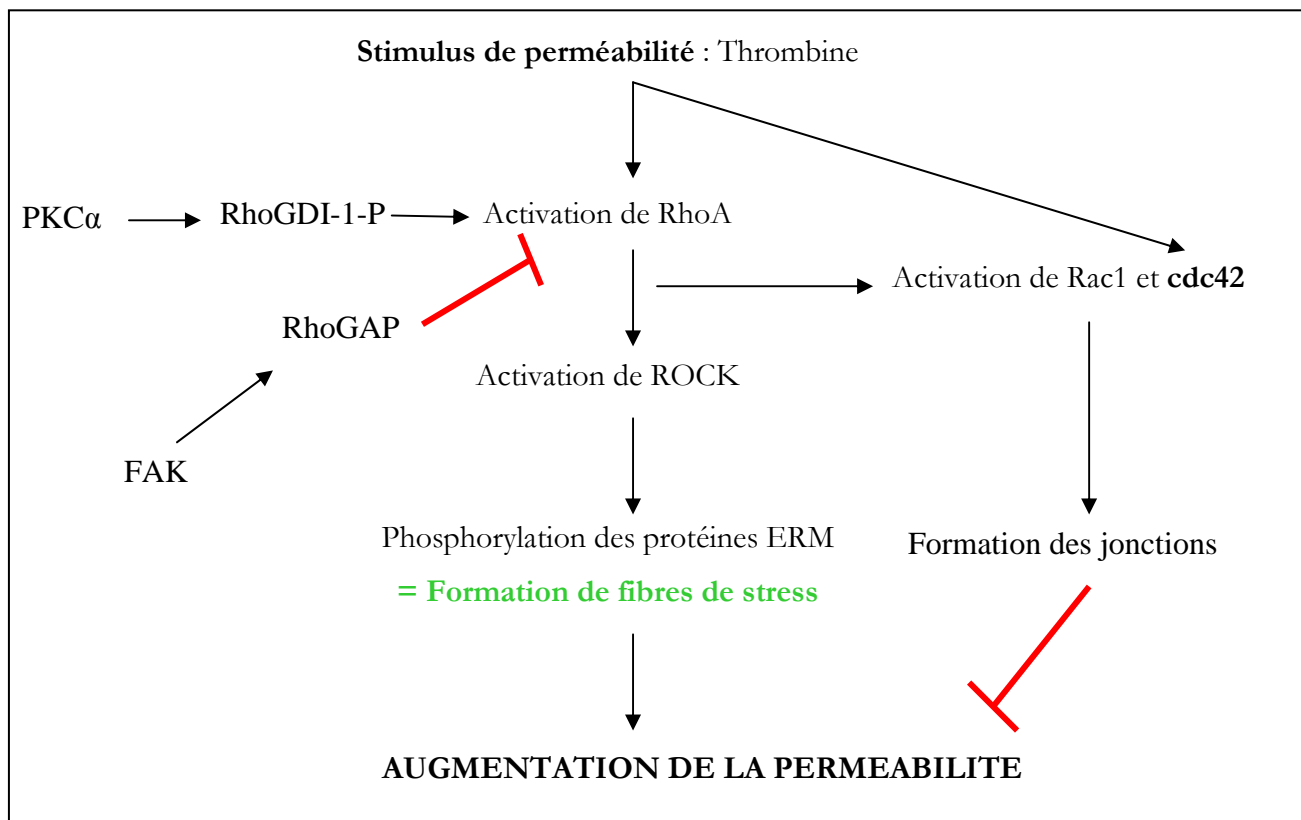 Stimulus de perméabilité : Thrombine
PKCα
RhoGDI-1-P
Activation de RhoA
Activation de Rac1 et cdc42
RhoGAP
Activation de ROCK
FAK
Phosphorylation des protéines ERM
Formation des jonctions
= Formation de fibres de stress
AUGMENTATION DE LA PERMEABILITE